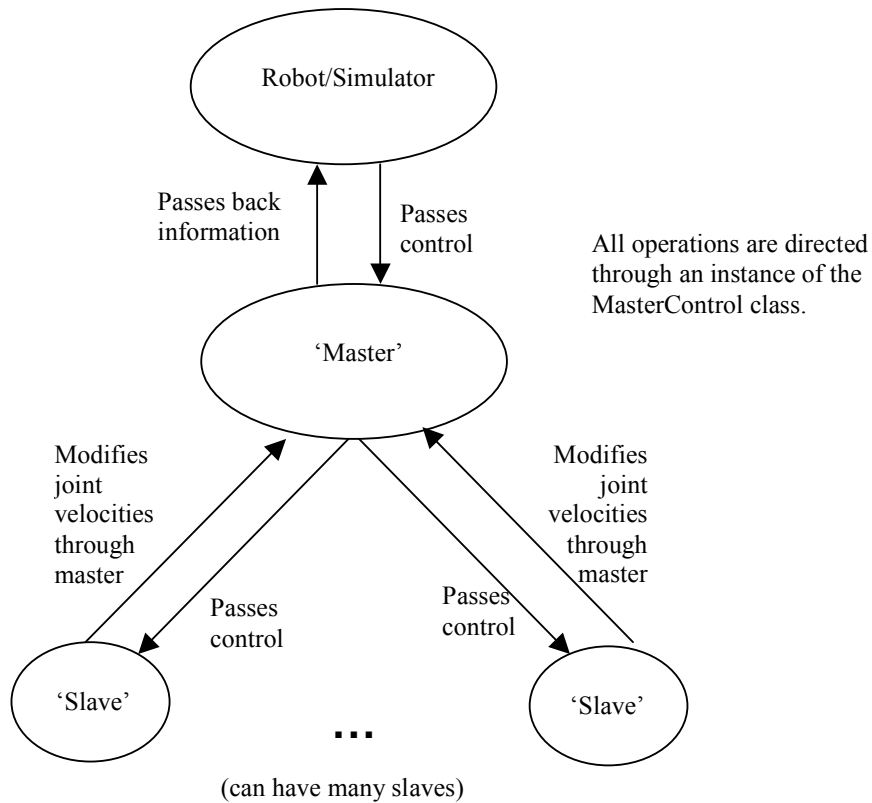 Robot/Simulator
Passes back
information
Passes
control
All operations are directed
through an instance of the
MasterControl class.
‘Master’
Modifies
joint
velocities
through
master
Modifies
joint
velocities
through
master
Passes
control
Passes
control
‘Slave’
...
‘Slave’
(can have many slaves)